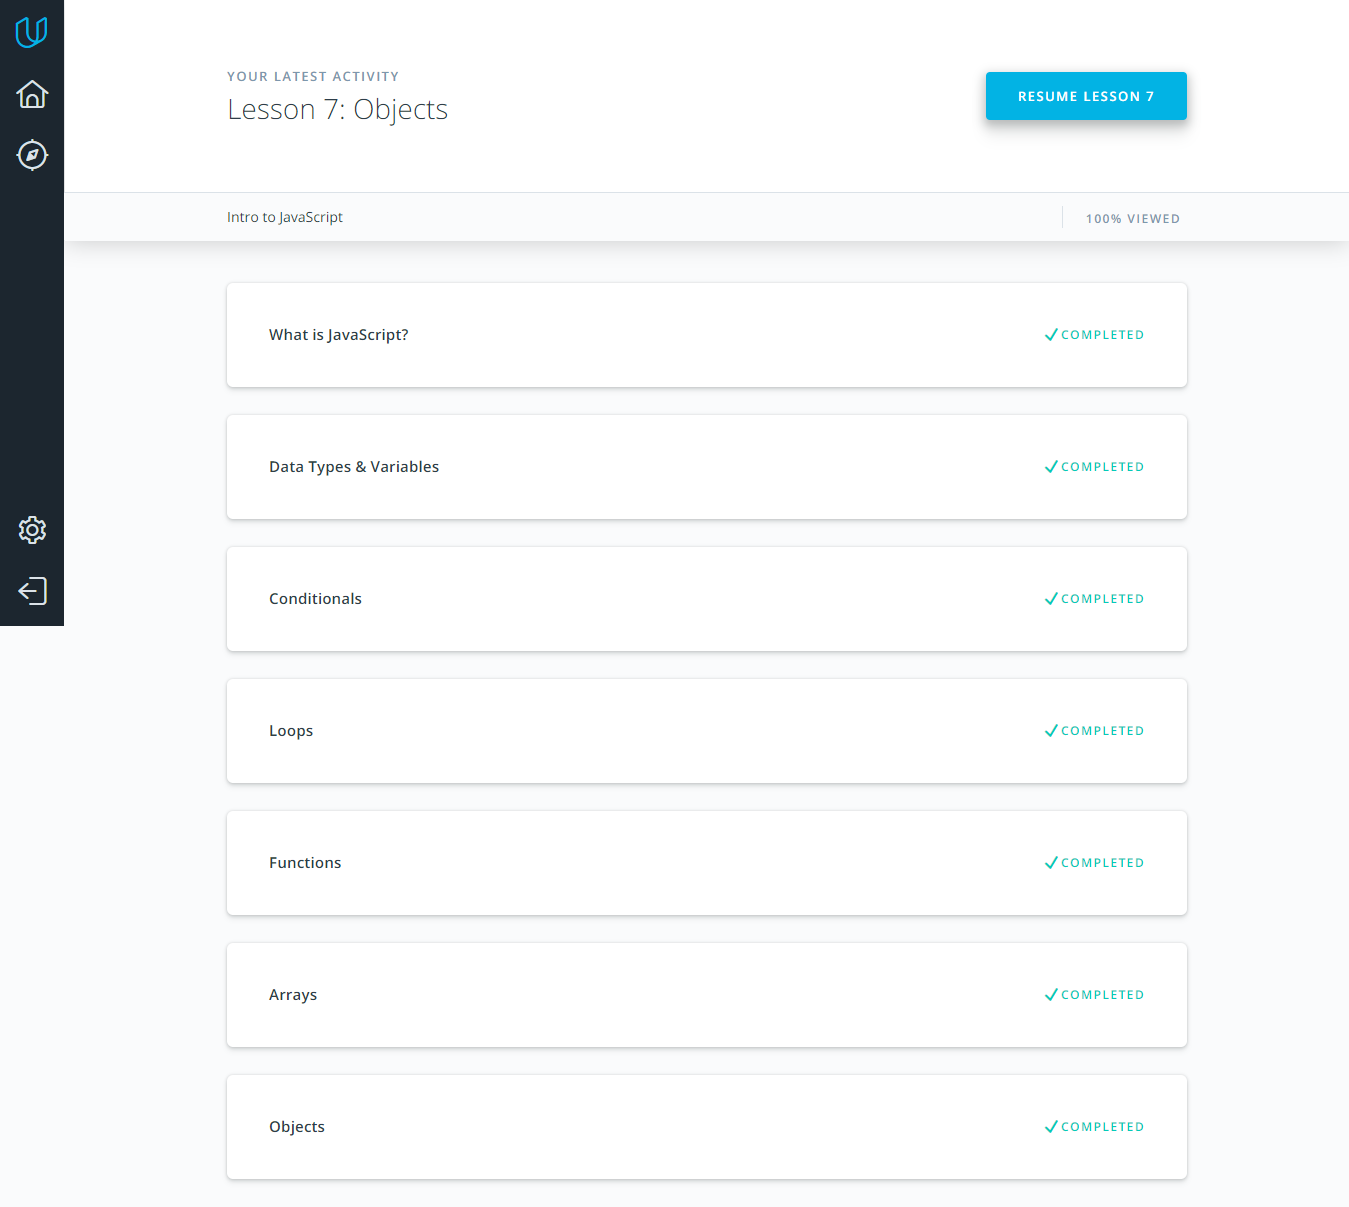 YOUR LATEST ACTIVITY
Lesson 7: Objects
RESUME LESSON 7
Intro to JavaScript
100% VIEWED
What is JavaScript?
COMPLETED
Data Types & Variables
COMPLETED
Conditionals
COMPLETED
Loops
COMPLETED
Functions
COMPLETED
Arrays
COMPLETED
Objects
COMPLETED